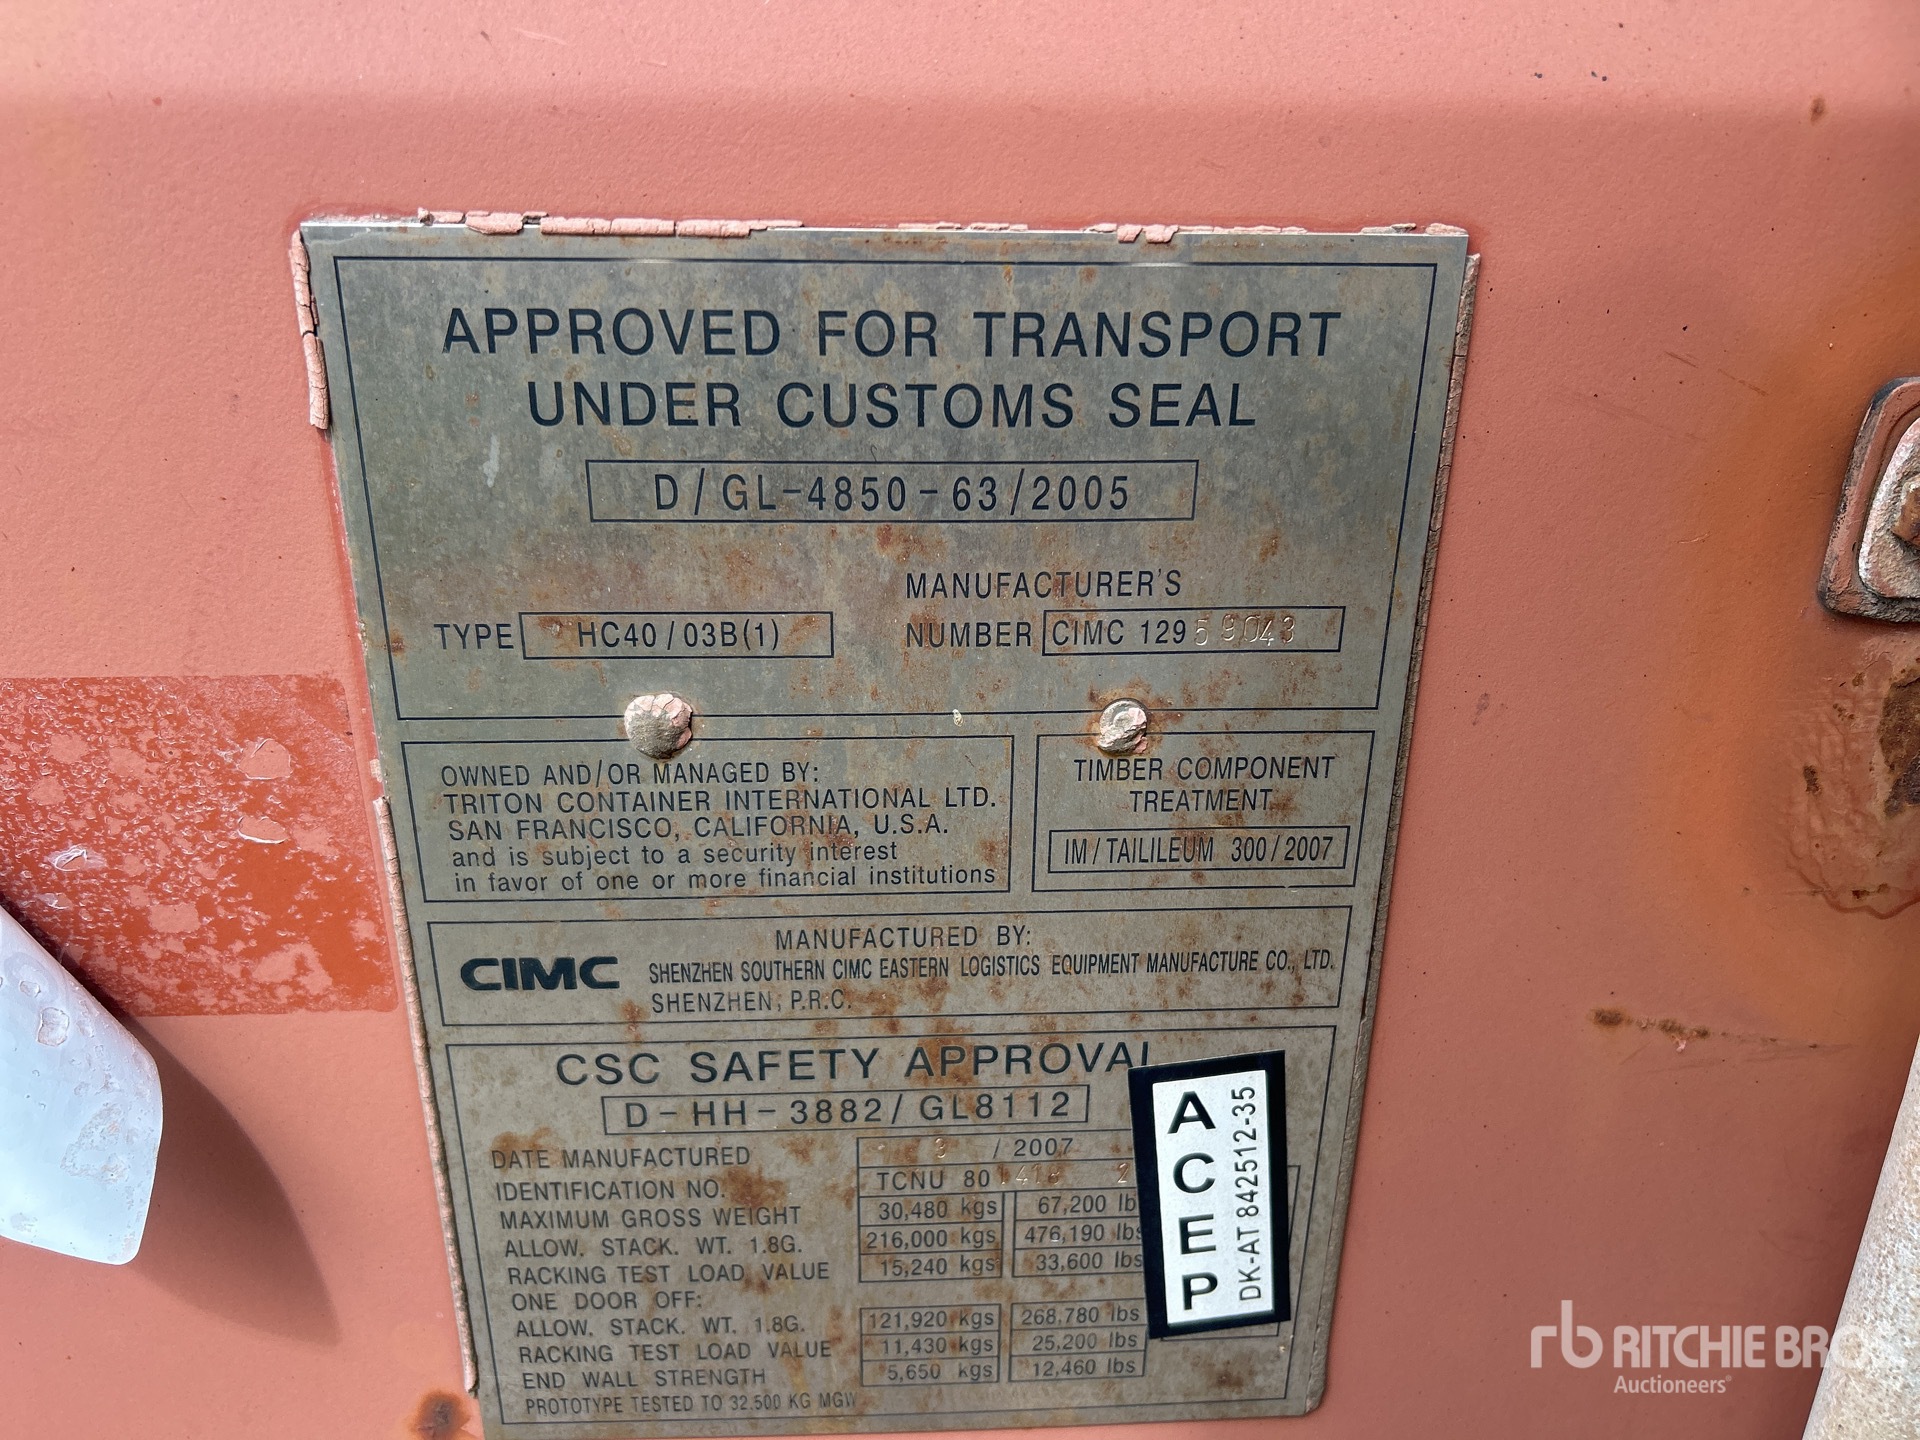 APPROVED FOR TRANSPORT
UNDER CUSTOMS SEAL
D/GL-4850-63/2005
MANUFACTURER'S
TYPE HC40/03B(1) NUMBER CIMC 12959043
OWNED AND/OR MANAGED BY:
TRITON CONTAINER INTERNATIONAL LTD.
SAN FRANCISCO, CALIFORNIA, U.S.A.
and is subject to a security interest
in favor of one or more financial institutions
TIMBER COMPONENT
TREATMENT
IM/TAILILEUM 300/2007
MANUFACTURED BY:
CIMC SHENZHEN SOUTHERN CIMC EASTERN LOGISTICS EQUIPMENT MANUFACTURE CO., LTD.
SHENZHEN, P.R.C.
CSC SAFETY APPROVAL
D-HH-3882/GL8112
DATE MANUFACTURED 3 / 2007
IDENTIFICATION NO. TCNU
MAXIMUM GROSS WEIGHT 30,480 kgs 67,200 lb
ALLOW. STACK. WT. 1.8G. 216,000 kgs 476,190 lbs
RACKING TEST LOAD VALUE 15,240 kgs 33,600 lbs
ONE DOOR OFF:
ALLOW. STACK. WT. 1.8G. 121,920 kgs 268,780 lbs
RACKING TEST LOAD VALUE 11,430 kgs 25,200 lbs
END WALL STRENGTH 5,650 kgs 12,460 lbs
PROTOTYPE TESTED TO 32.500 KG MGW
ACEP
DK-AT 842512-35
rb RITCHIE BRO
Auctioneers